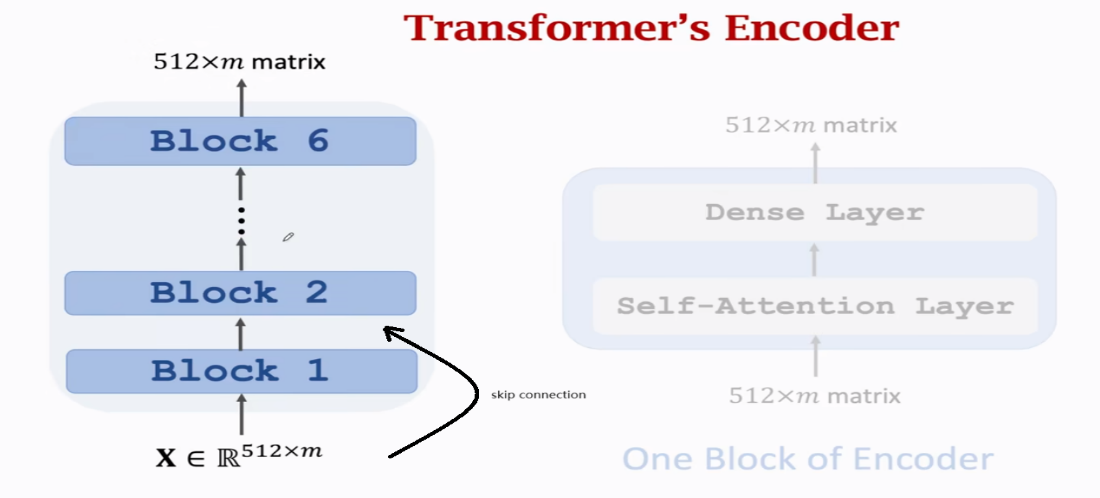 Transformer's Encoder
512×m matrix
Block 6
Block 2
Block 1
X ∈ ℝ^512×m
skip connection
512×m matrix
Dense Layer
Self-Attention Layer
512×m matrix
One Block of Encoder